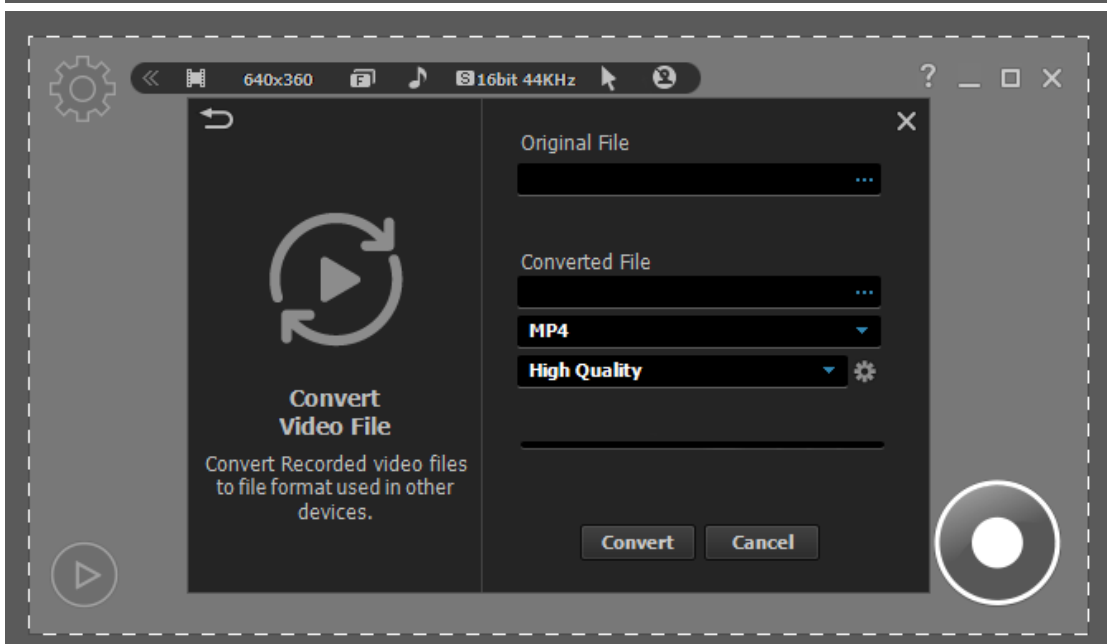 640x360 F S 16bit 44KHz ?
Original File
...
Converted File
...
MP4
High Quality
Convert
Video File
Convert Recorded video files
to file format used in other
devices.
Convert Cancel